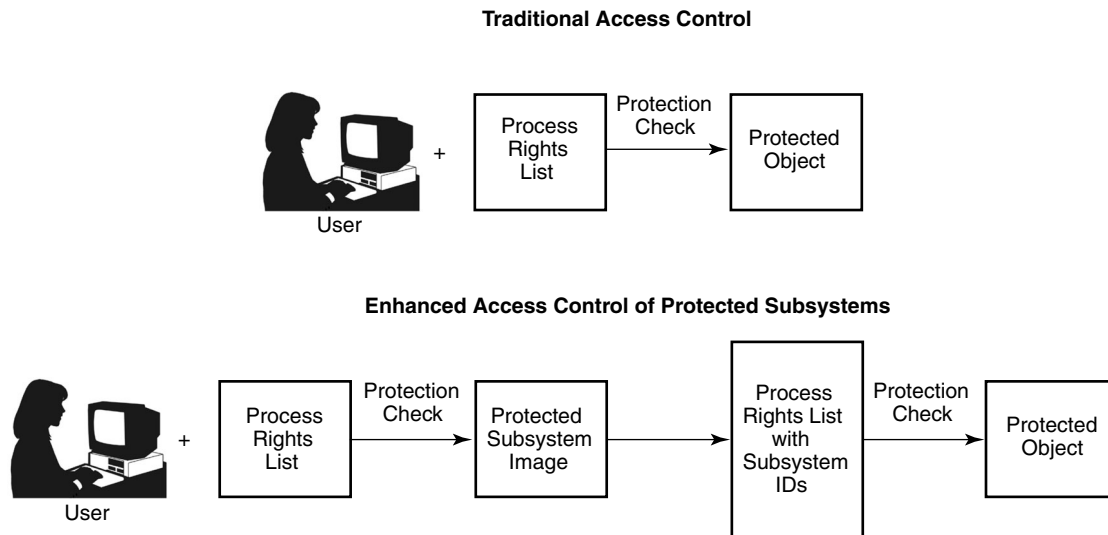 Traditional Access Control
User
+
Process
Rights
List
Protection
Check
Protected
Object
Enhanced Access Control of Protected Subsystems
User
+
Process
Rights
List
Protection
Check
Protected
Subsystem
Image
Process
Rights List
with
Subsystem
IDs
Protection
Check
Protected
Object